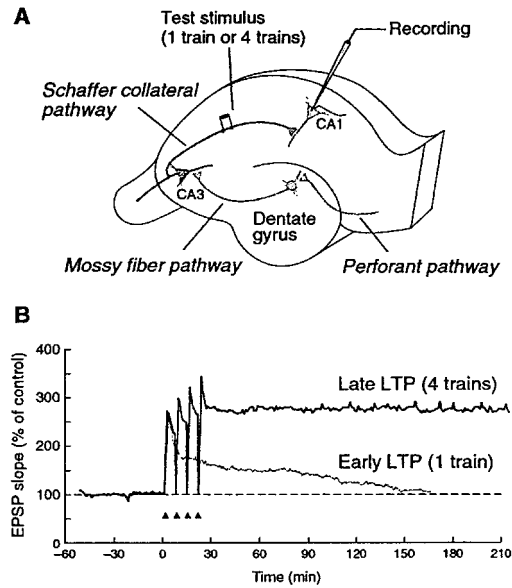 A
Test stimulus
(1 train or 4 trains)
Recording
Schaffer collateral
pathway
CA1
CA3
Dentate
gyrus
Mossy fiber pathway
Perforant pathway
B
EPSP slope (% of control)
400
300
200
100
0
Late LTP (4 trains)
Early LTP (1 train)
−60 −30 0 30 60 90 120 150 180 210
Time (min)